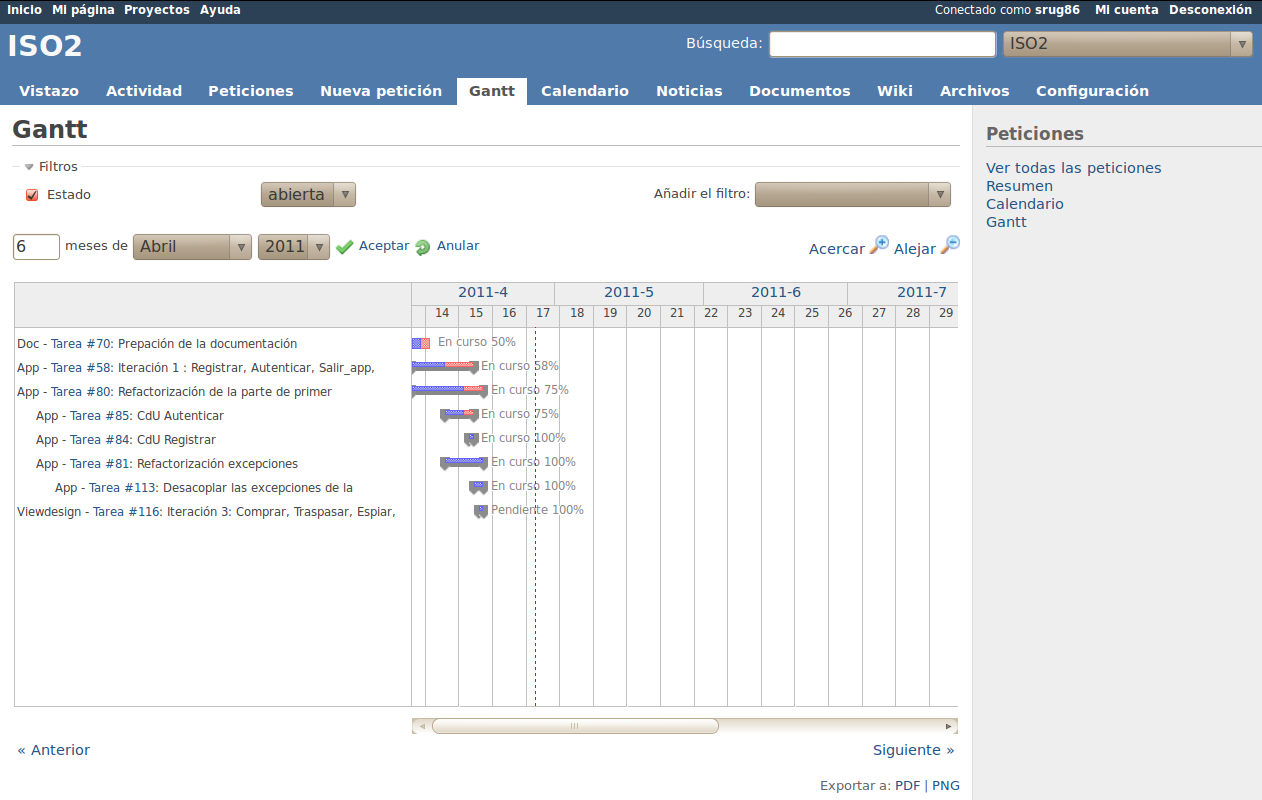 Inicio Mi página Proyectos Ayuda Conectado como srug86 Mi cuenta Desconexión
ISO2 Búsqueda: ISO2
Vistazo Actividad Peticiones Nueva petición Gantt Calendario Noticias Documentos Wiki Archivos Configuración
Gantt
Filtros
Estado abierta Añadir el filtro:
6 meses de Abril 2011 Aceptar Anular Acercar Alejar
2011-4 2011-5 2011-6 2011-7
14 15 16 17 18 19 20 21 22 23 24 25 26 27 28 29
Doc - Tarea #70: Prepación de la documentación En curso 50%
App - Tarea #58: Iteración 1 : Registrar, Autenticar, Salir_app, En curso 58%
App - Tarea #80: Refactorización de la parte de primer En curso 75%
App - Tarea #85: CdU Autenticar En curso 75%
App - Tarea #84: CdU Registrar En curso 100%
App - Tarea #81: Refactorización excepciones En curso 100%
App - Tarea #113: Desacoplar las excepciones de la En curso 100%
Viewdesign - Tarea #116: Iteración 3: Comprar, Traspasar, Espiar, Pendiente 100%
« Anterior Siguiente »
Exportar a: PDF | PNG
Peticiones
Ver todas las peticiones
Resumen
Calendario
Gantt